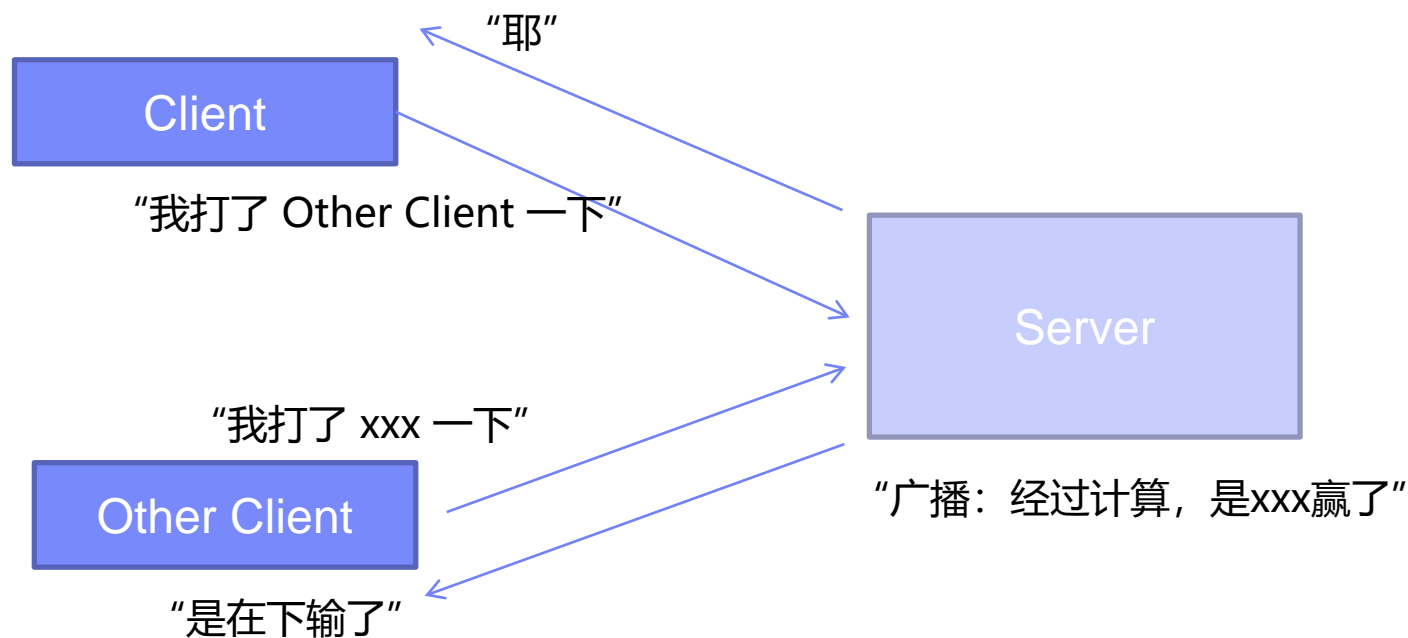 “耶”
Client
“我打了 Other Client 一下”
Server
“我打了 xxx 一下”
Other Client
“广播：经过计算，是xxx赢了”
“是在下输了”